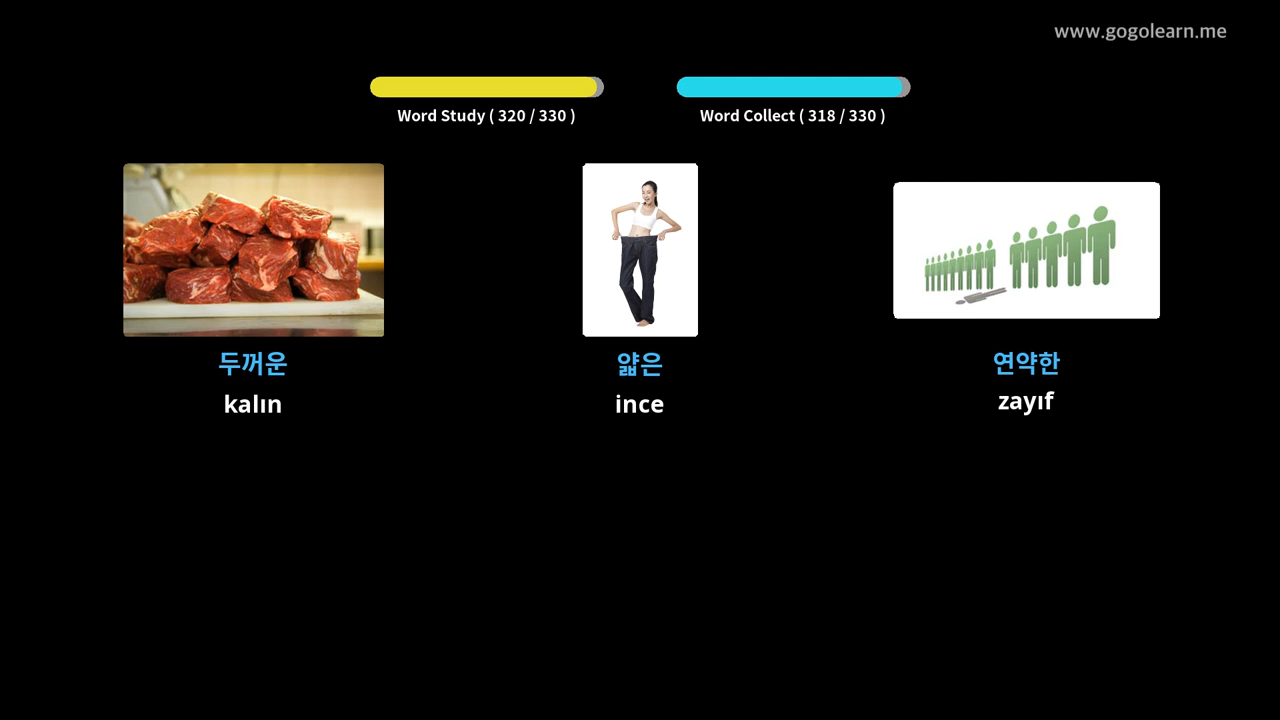 www.gogolearn.me
Word Study ( 320 / 330 )
Word Collect ( 318 / 330 )
두꺼운
kalın
얇은
ince
연약한
zayıf